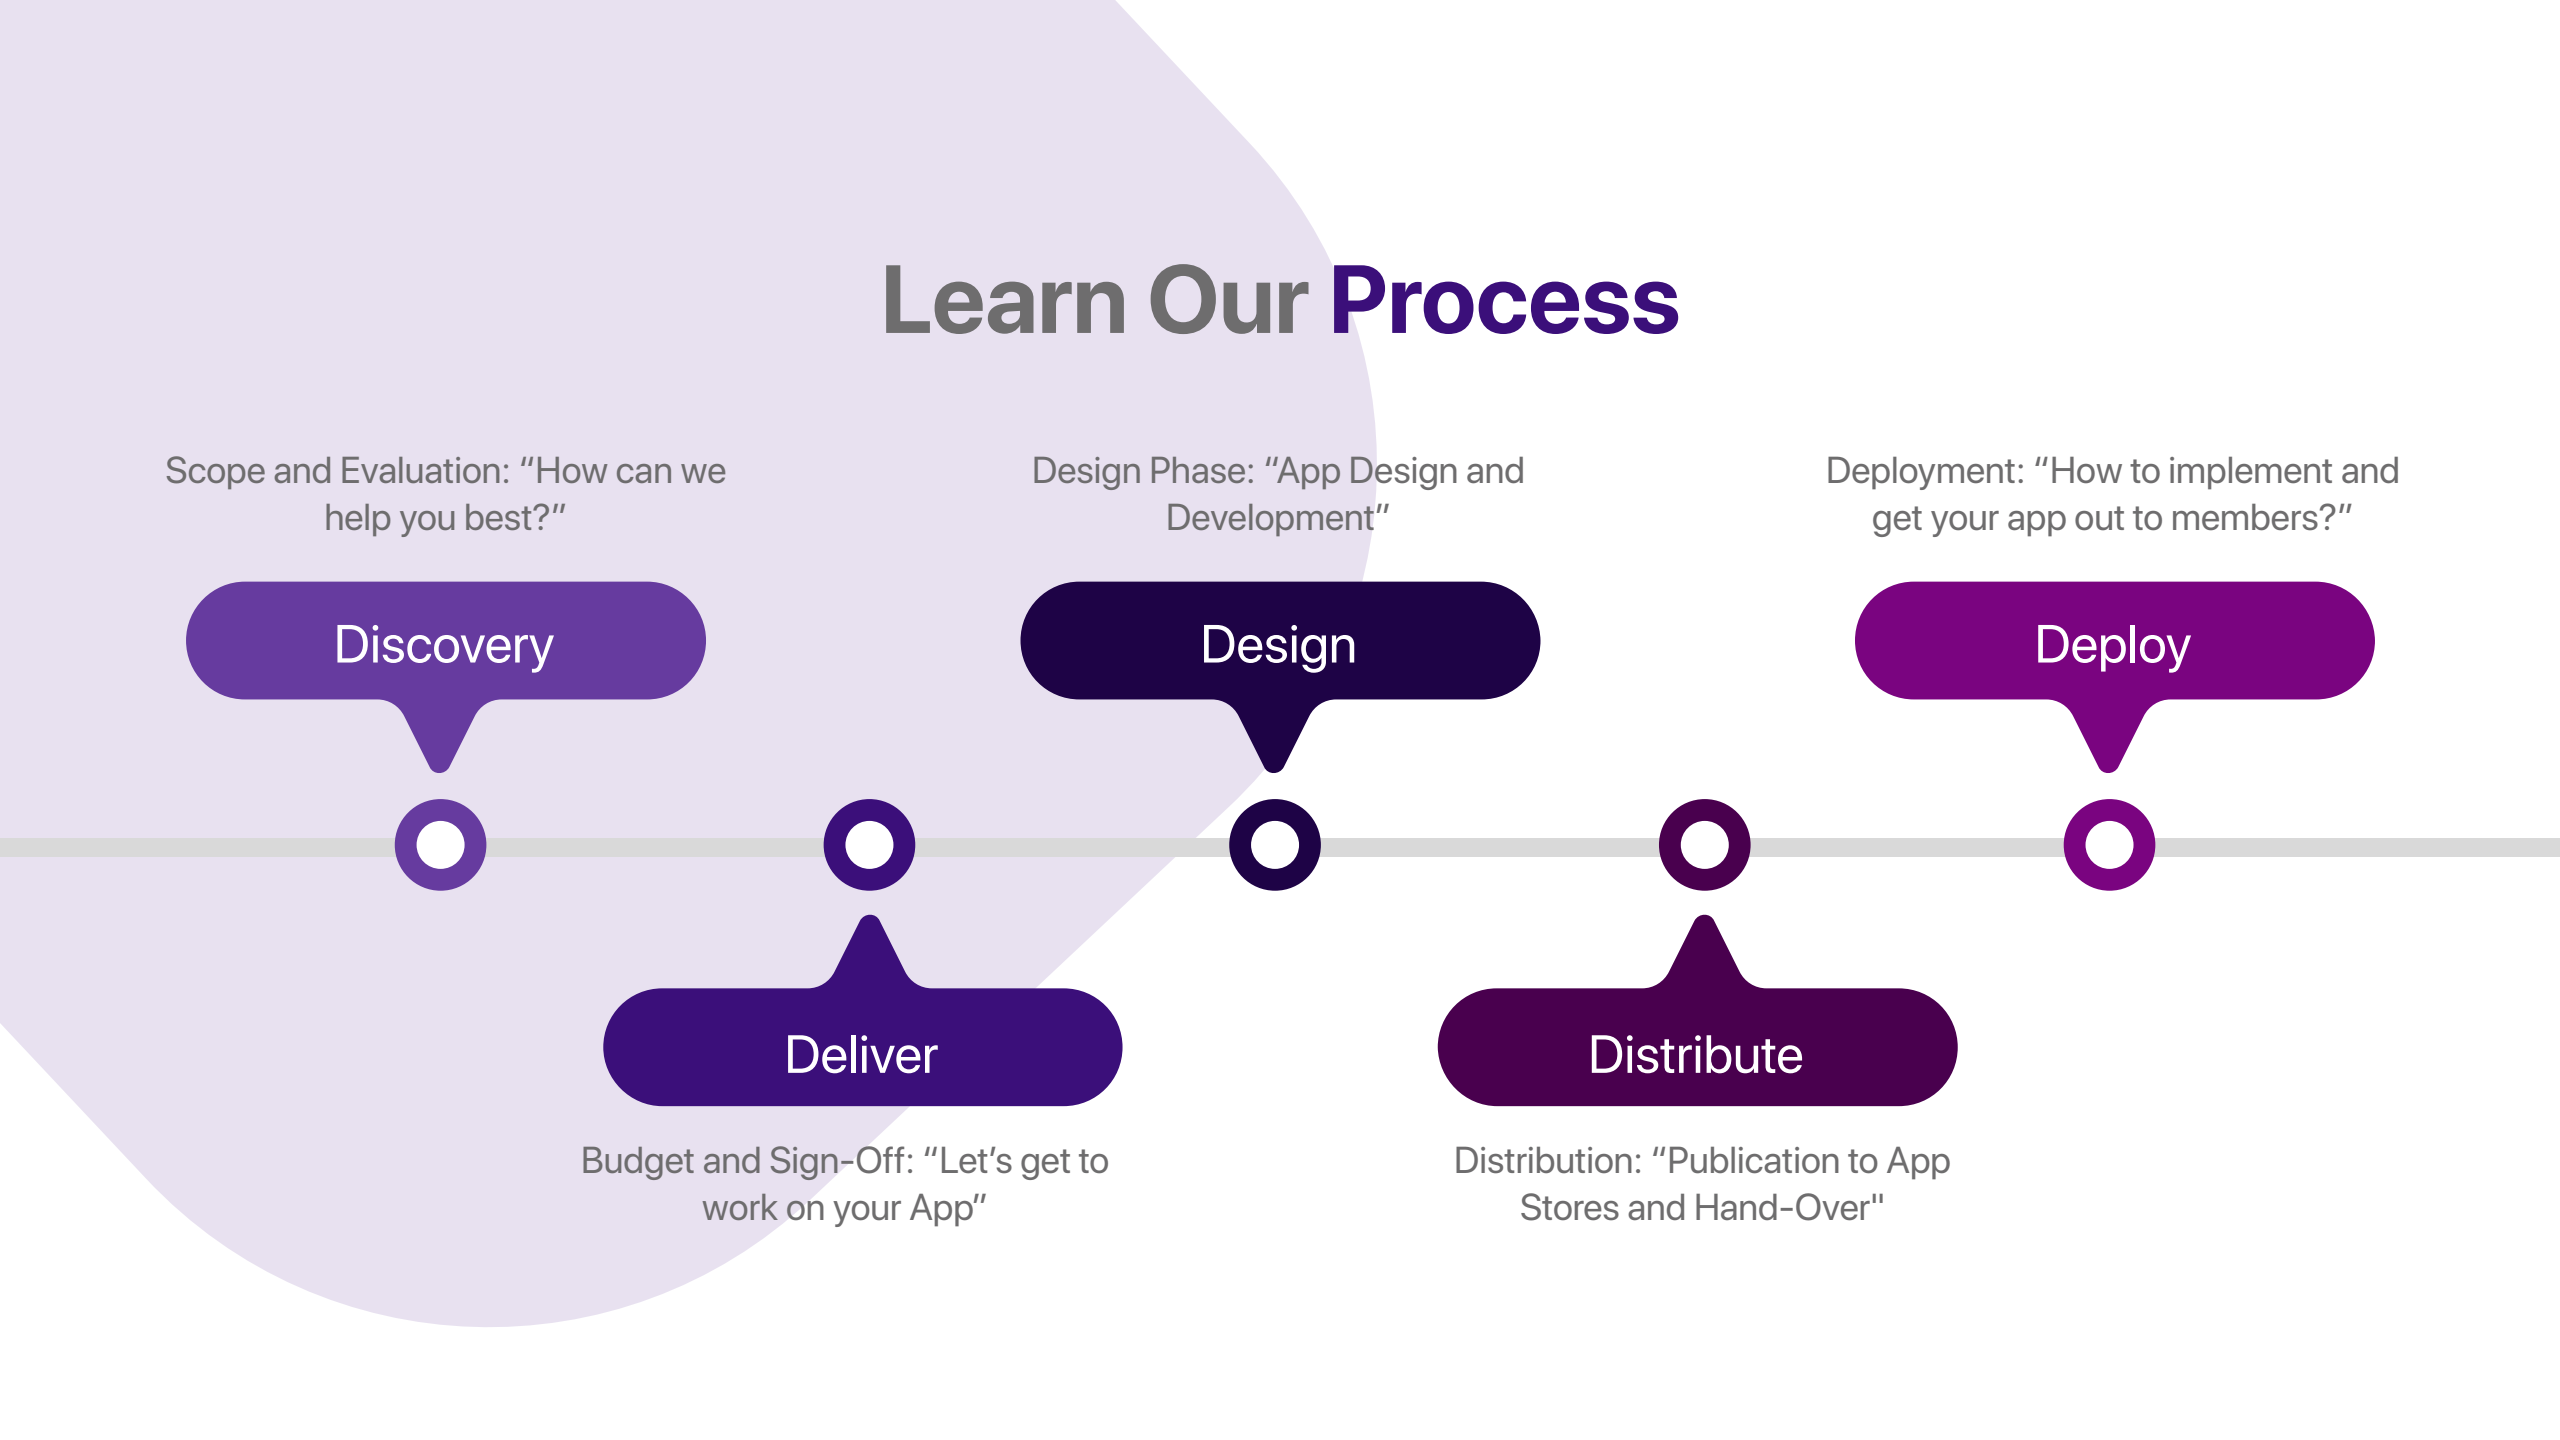 Learn Our Process
Scope and Evaluation: “How can we
help you best?”
Discovery
Design Phase: “App Design and
Development”
Design
Deployment: “How to implement and
get your app out to members?”
Deploy
Deliver
Budget and Sign-Off: “Let’s get to
work on your App”
Distribute
Distribution: “Publication to App
Stores and Hand-Over"